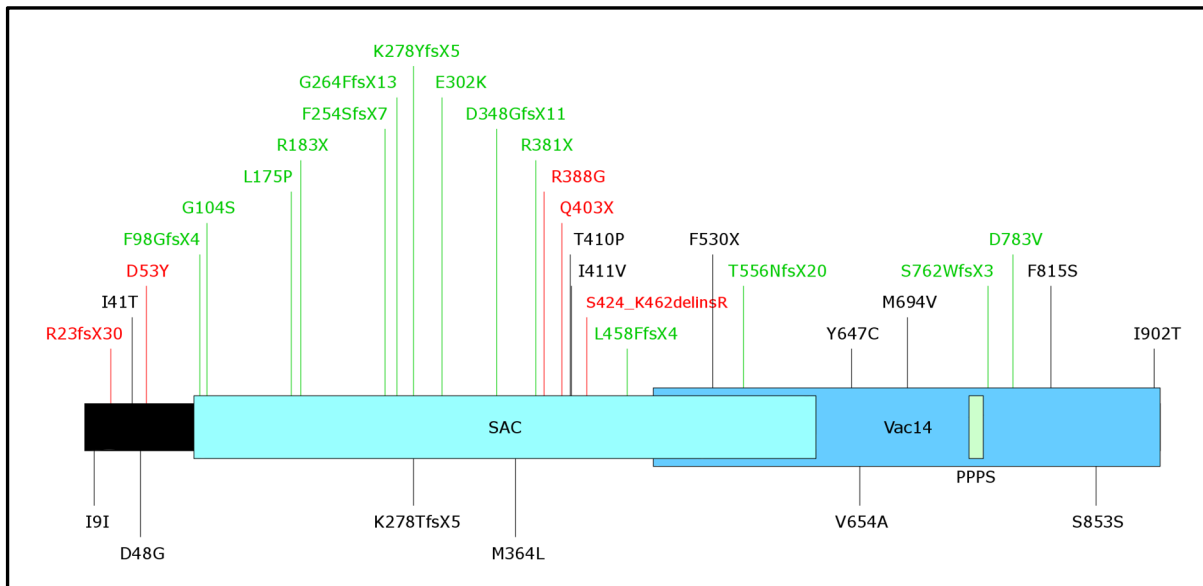 K278YfsX5
G264FfsX13
E302K
F254SfsX7
D348GfsX11
R183X
R381X
L175P
R388G
G104S
Q403X
F98GfsX4
T410P
F530X
D783V
D53Y
I411V
T556NfsX20
S762WfsX3
F815S
I41T
S424_K462delinsR
M694V
R23fsX30
L458FfsX4
Y647C
I902T
SAC
Vac14
PPPS
I9I
K278TfsX5
V654A
S853S
D48G
M364L